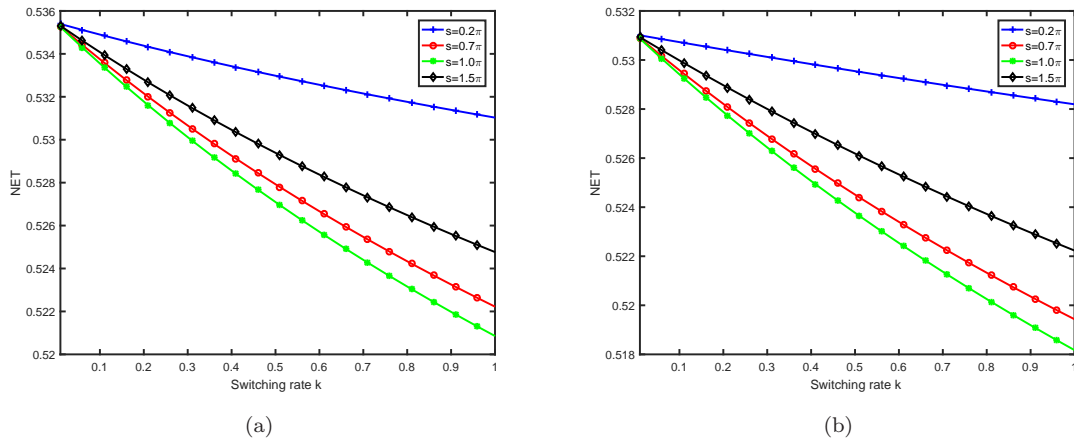 0.536
0.534
0.532
0.53
0.528
0.526
0.524
0.522
0.52
NET
0.1 0.2 0.3 0.4 0.5 0.6 0.7 0.8 0.9 1
Switching rate k
s=0.2π
s=0.7π
s=1.0π
s=1.5π
(a)
0.532
0.53
0.528
0.526
0.524
0.522
0.52
0.518
NET
0.1 0.2 0.3 0.4 0.5 0.6 0.7 0.8 0.9 1
Switching rate k
s=0.2π
s=0.7π
s=1.0π
s=1.5π
(b)